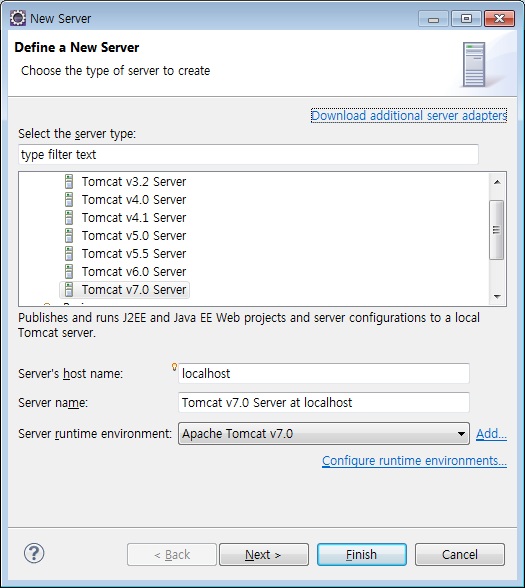 New Server
Define a New Server
Choose the type of server to create
Download additional server adapters
Select the server type:
type filter text
Tomcat v3.2 Server
Tomcat v4.0 Server
Tomcat v4.1 Server
Tomcat v5.0 Server
Tomcat v5.5 Server
Tomcat v6.0 Server
Tomcat v7.0 Server
Publishes and runs J2EE and Java EE Web projects and server configurations to a local
Tomcat server.
Server's host name: localhost
Server name: Tomcat v7.0 Server at localhost
Server runtime environment: Apache Tomcat v7.0 Add...
Configure runtime environments...
? < Back Next > Finish Cancel